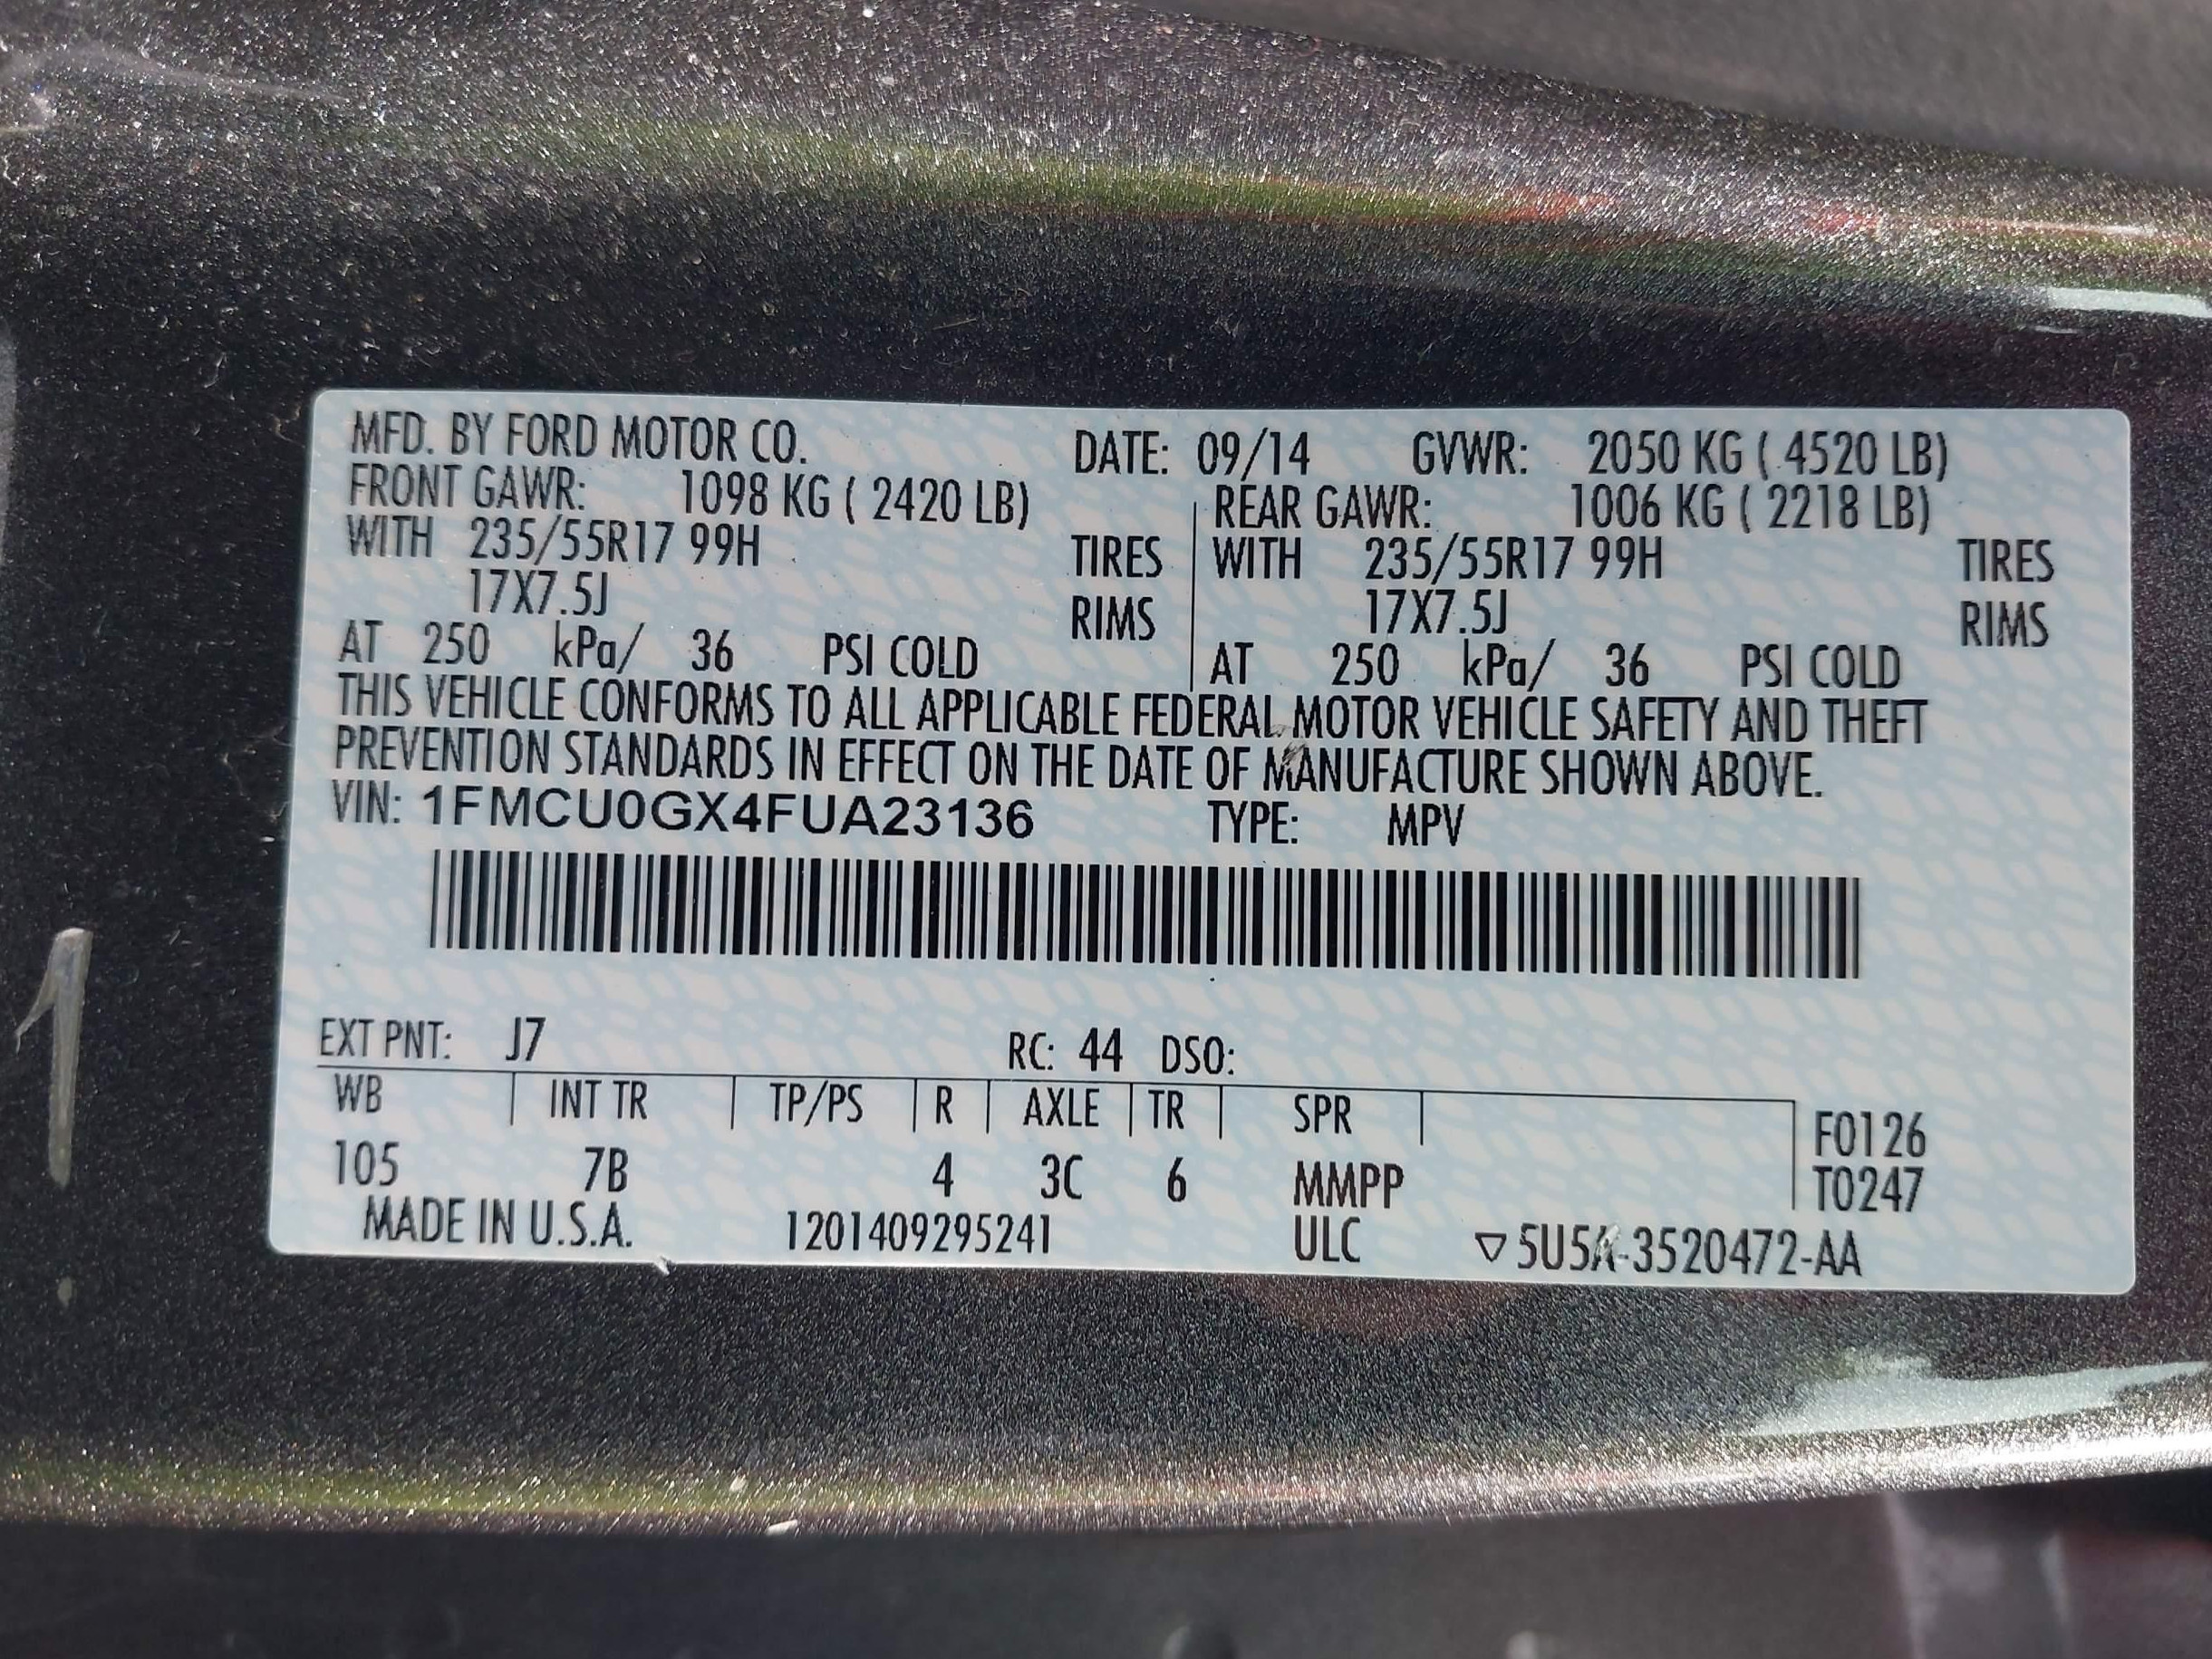 MFD. BY FORD MOTOR CO. DATE: 09/14 GVWR: 2050 KG ( 4520 LB)
FRONT GAWR: 1098 KG ( 2420 LB) REAR GAWR: 1006 KG ( 2218 LB)
WITH 235/55R17 99H TIRES WITH 235/55R17 99H TIRES
17X7.5J RIMS 17X7.5J RIMS
AT 250 kPa/ 36 PSI COLD AT 250 kPa/ 36 PSI COLD
THIS VEHICLE CONFORMS TO ALL APPLICABLE FEDERAL MOTOR VEHICLE SAFETY AND THEFT
PREVENTION STANDARDS IN EFFECT ON THE DATE OF MANUFACTURE SHOWN ABOVE.
VIN: 1FMCU0GX4FUA23136 TYPE: MPV
EXT PNT: J7 RC: 44 DSO:
WB INT TR TP/PS R AXLE TR SPR F0126
105 7B 4 3C 6 MMPP T0247
MADE IN U.S.A. 1201409295241 ULC ▽5U5A-3520472-AA
1